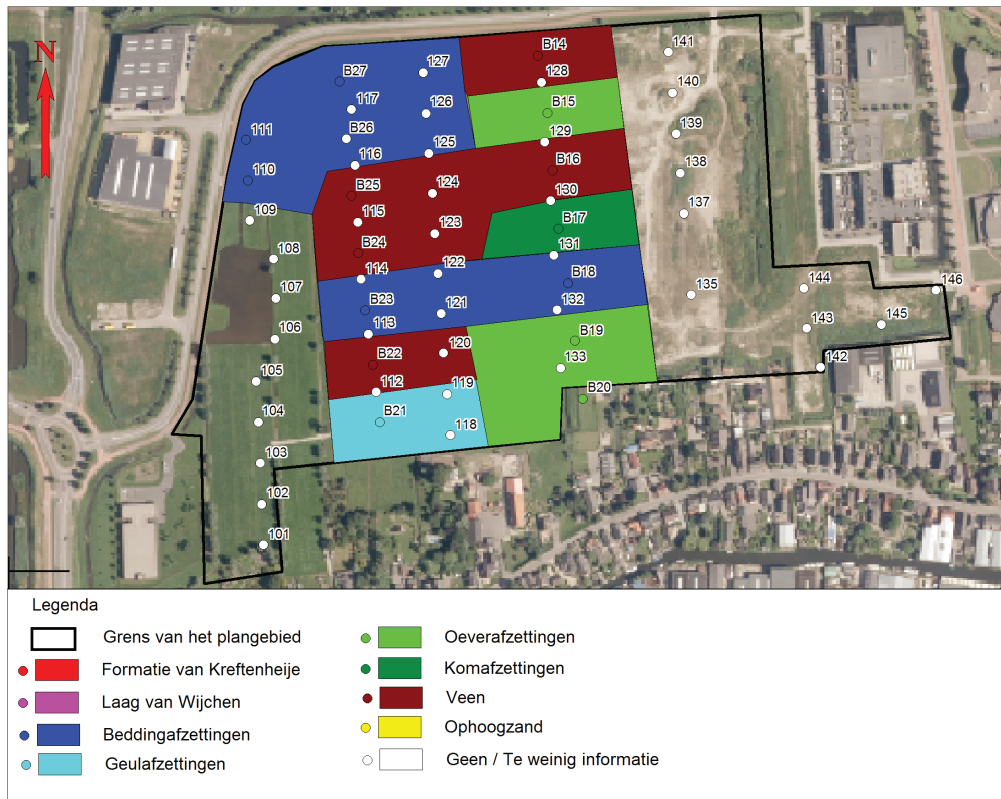 N
B14
141
127
B27
128
140
117
126
B15
111
B26
129
139
125
116
110
B16
138
B25
124
130
109
115
137
123
B17
108
B24
131
122
114
B18
144
146
107
135
B23
121
132
113
143
145
106
B19
120
B22
133
142
105
112
119
B20
104
B21
118
103
102
101
Legenda
Grens van het plangebied
Formatie van Kreftenheije
Laag van Wijchen
Beddingafzettingen
Geulafzettingen
Oeverafzettingen
Komafzettingen
Veen
Ophoogzand
Geen / Te weinig informatie